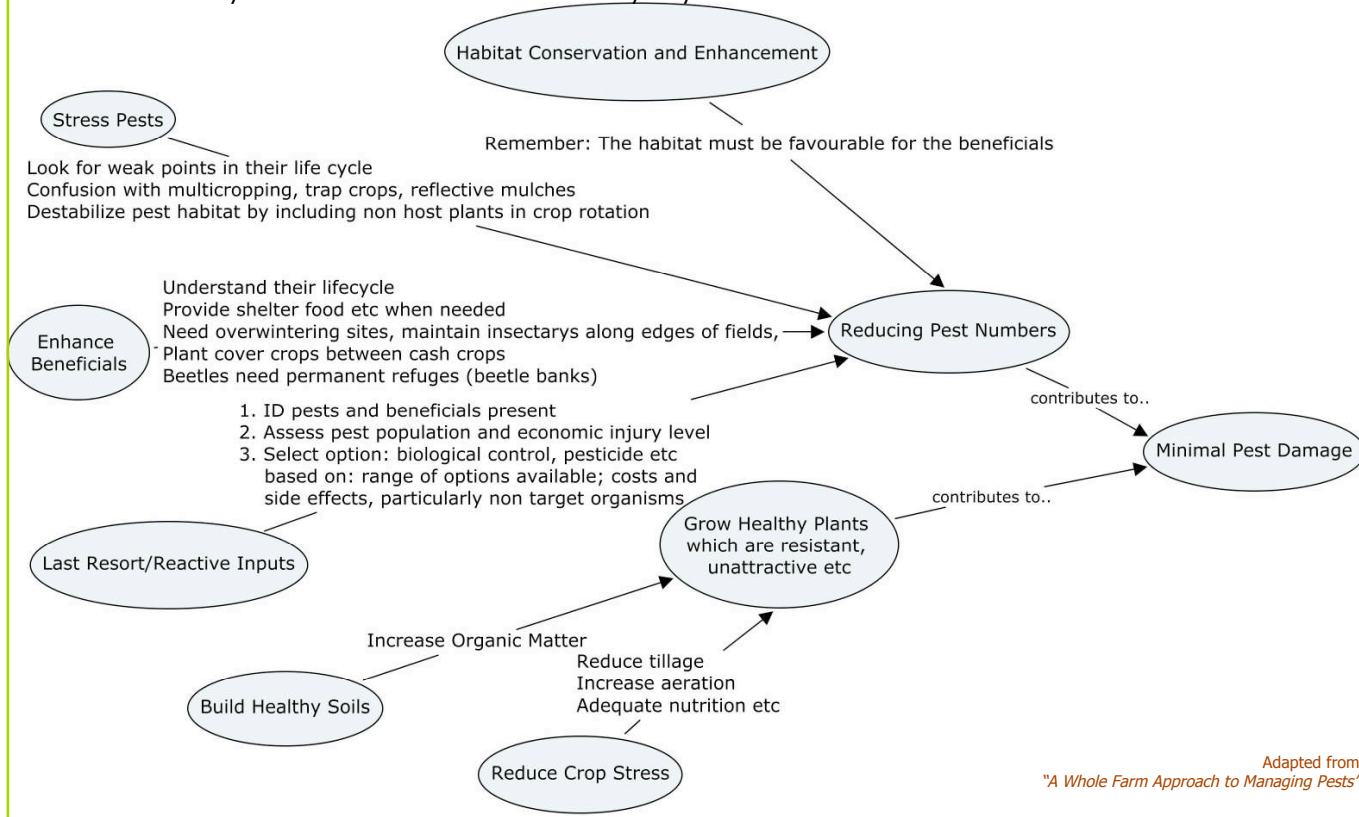 Habitat Conservation and Enhancement
Stress Pests
Remember: The habitat must be favourable for the beneficials
Look for weak points in their life cycle
Confusion with multicropping, trap crops, reflective mulches
Destabilize pest habitat by including non host plants in crop rotation
Enhance
Beneficials
Understand their lifecycle
Provide shelter food etc when needed
Need overwintering sites, maintain insectarys along edges of fields,
Plant cover crops between cash crops
Beetles need permanent refuges (beetle banks)
Reducing Pest Numbers
contributes to..
Minimal Pest Damage
1. ID pests and beneficials present
2. Assess pest population and economic injury level
3. Select option: biological control, pesticide etc
based on: range of options available; costs and
side effects, particularly non target organisms
Last Resort/Reactive Inputs
contributes to..
Grow Healthy Plants
which are resistant,
unattractive etc
Increase Organic Matter
Build Healthy Soils
Reduce tillage
Increase aeration
Adequate nutrition etc
Reduce Crop Stress
Adapted from
"A Whole Farm Approach to Managing Pests"